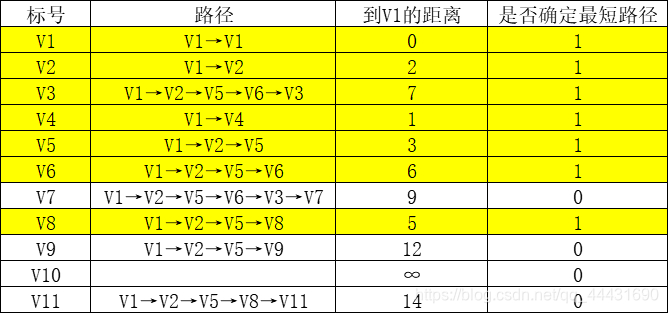 标号 路径 到V1的距离 是否确定最短路径
V1 V1→V1 0 1
V2 V1→V2 2 1
V3 V1→V2→V5→V6→V3 7 1
V4 V1→V4 1 1
V5 V1→V2→V5 3 1
V6 V1→V2→V5→V6 6 1
V7 V1→V2→V5→V6→V3→V7 9 0
V8 V1→V2→V5→V8 5 1
V9 V1→V2→V5→V9 12 0
V10 ∞ 0
V11 V1→V2→V5→V8→V11 14 0
https://blog.csdn.net/qq_44431690